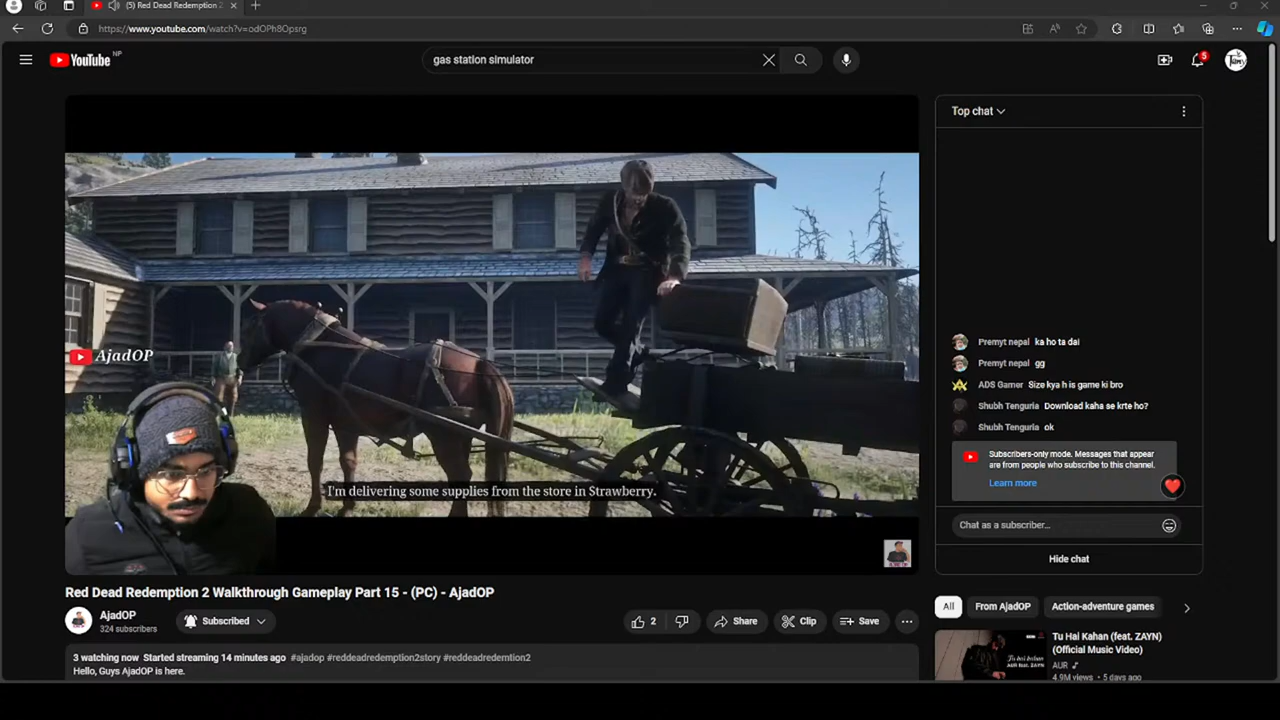 (5) Red Dead Redemption 2
https://www.youtube.com/watch?v=odOPh8Opsrg
YouTube NP
gas station simulator
5
Top chat
AjadOP
I'm delivering some supplies from the store in Strawberry.
Premyt nepal ka ho ta dai
Premyt nepal gg
ADS Gamer Size kya h is game ki bro
Shubh Tenguria Download kaha se krte ho?
Shubh Tenguria ok
Subscribers-only mode. Messages that appear
are from people who subscribe to this channel.
Learn more
Chat as a subscriber...
Hide chat
Red Dead Redemption 2 Walkthrough Gameplay Part 15 - (PC) - AjadOP
AjadOP
324 subscribers
Subscribed
2
Share
Clip
Save
3 watching now Started streaming 14 minutes ago #ajadop #reddeadredemption2story #reddeadredemtion2
Hello, Guys AjadOP is here.
All
From AjadOP
Action-adventure games
Tu Hai Kahan (feat. ZAYN)
(Official Music Video)
AUR
4.9M views • 5 days ago